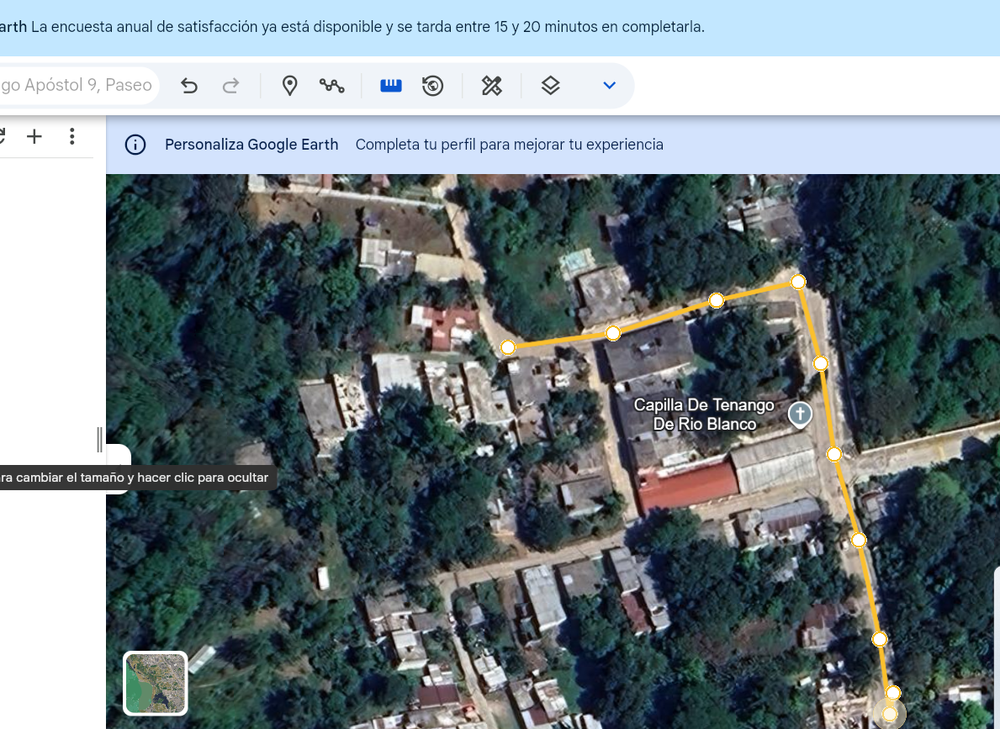 arth La encuesta anual de satisfacción ya está disponible y se tarda entre 15 y 20 minutos en completarla.
go Apóstol 9, Paseo
Personaliza Google Earth Completa tu perfil para mejorar tu experiencia
Capilla De Tenango
De Rio Blanco
ra cambiar el tamaño y hacer clic para ocultar